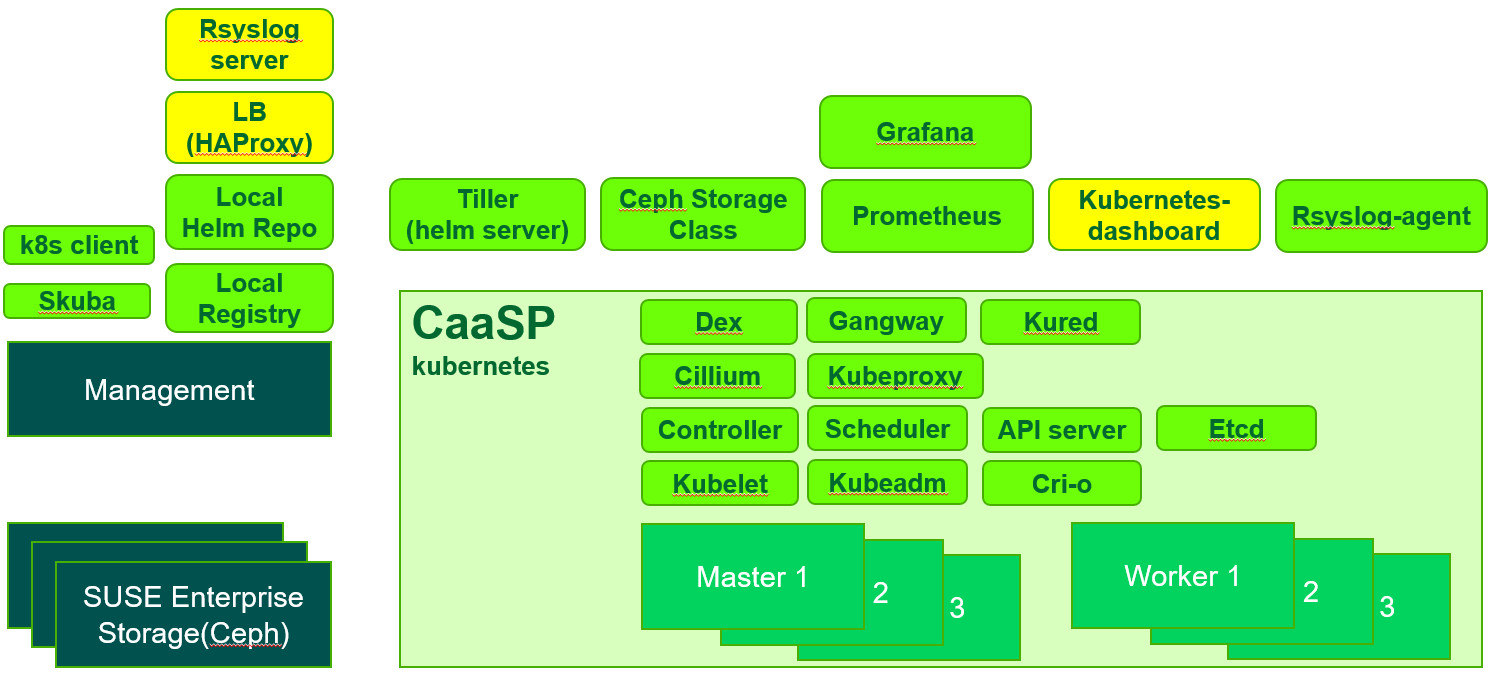 Rsyslog
server
LB
(HAProxy)
Local
Helm Repo
k8s client
Skuba
Local
Registry
Management
SUSE Enterprise
Storage(Ceph)
Grafana
Tiller
(helm server)
Ceph Storage
Class
Prometheus
Kubernetes-
dashboard
Rsyslog-agent
CaaSP
kubernetes
Dex
Gangway
Kured
Cillium
Kubeproxy
Controller
Scheduler
API server
Etcd
Kubelet
Kubeadm
Cri-o
Master 1
2
3
Worker 1
2
3